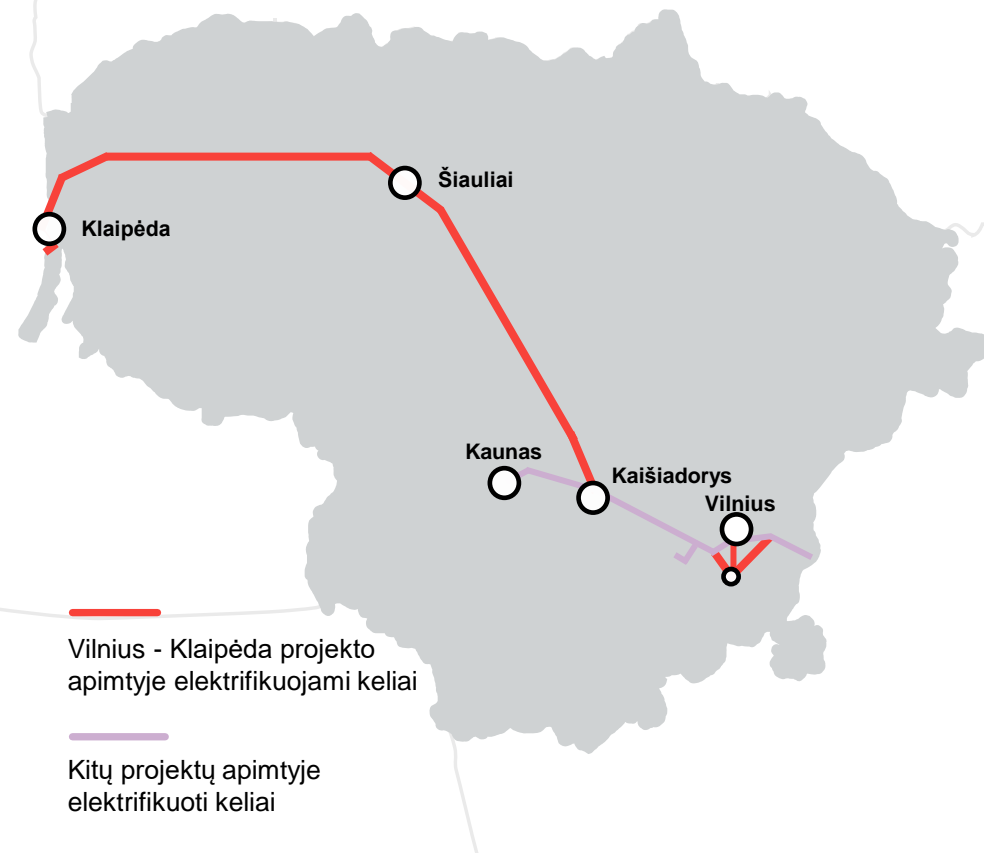 Šiauliai
Klaipėda
Kaunas
Kaišiadorys
Vilnius
Vilnius - Klaipėda projekto
apimtyje elektrifikuojami keliai
Kitų projektų apimtyje
elektrifikuoti keliai